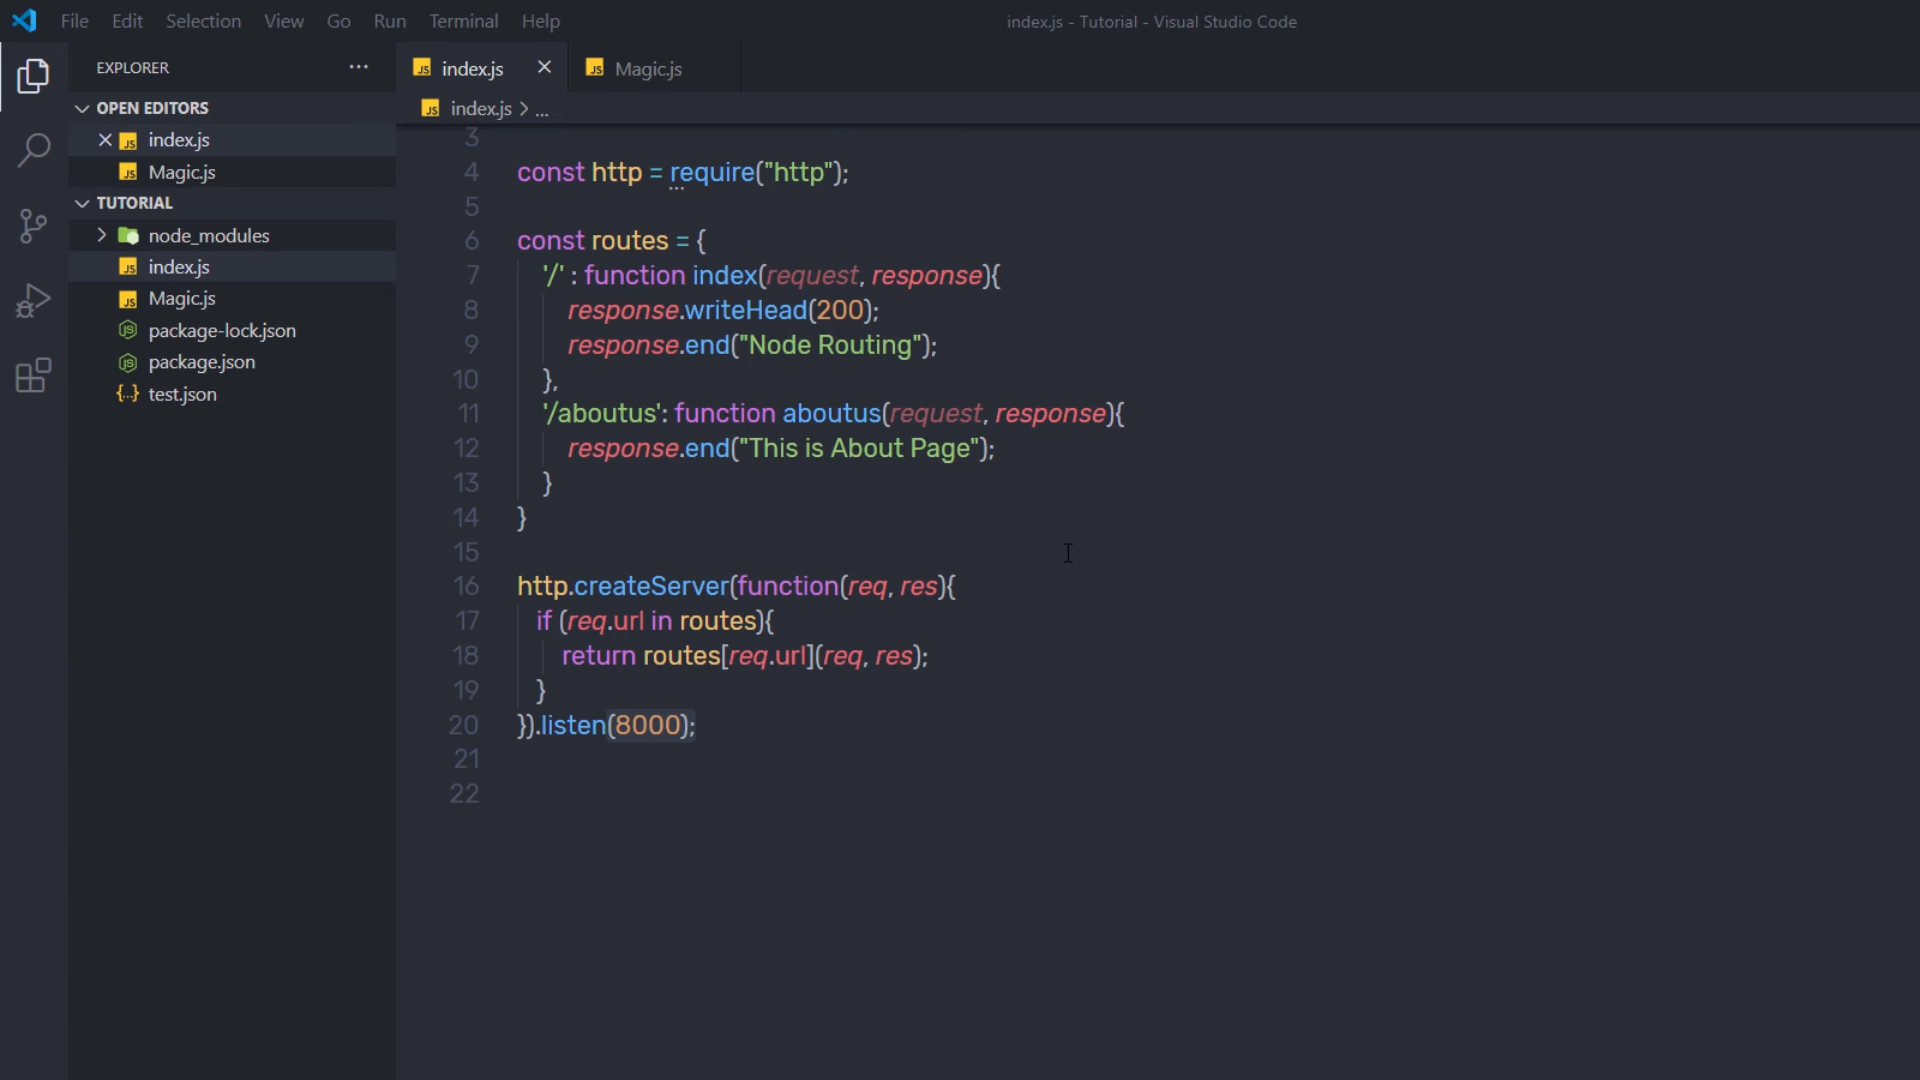 File Edit Selection View Go Run Terminal Help
index.js - Tutorial - Visual Studio Code
EXPLORER
OPEN EDITORS
index.js
Magic.js
TUTORIAL
node_modules
index.js
Magic.js
package-lock.json
package.json
test.json
index.js
Magic.js
index.js > ...
3
4 const http = require("http");
5
6 const routes = {
7 '/' : function index(request, response){
8 response.writeHead(200);
9 response.end("Node Routing");
10 },
11 '/aboutus': function aboutus(request, response){
12 response.end("This is About Page");
13 }
14 }
15
16 http.createServer(function(req, res){
17 if (req.url in routes){
18 return routes[req.url](req, res);
19 }
20 }).listen(8000);
21
22